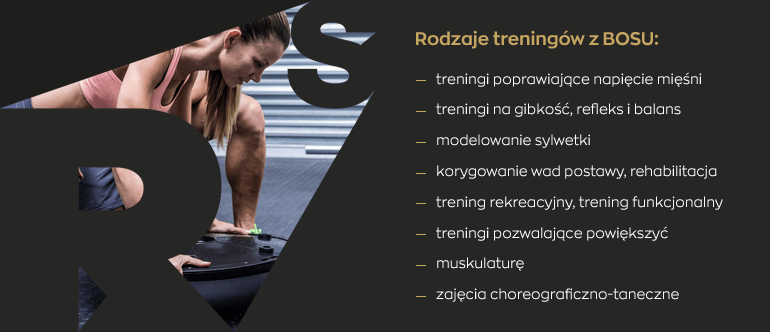 RS
Rodzaje treningów z BOSU:
— treningi poprawiające napięcie mięśni
— treningi na gibkość, refleks i balans
— modelowanie sylwetki
— korygowanie wad postawy, rehabilitacja
— trening rekreacyjny, trening funkcjonalny
— treningi pozwalające powiększyć
— muskulaturę
— zajęcia choreograficzno-taneczne